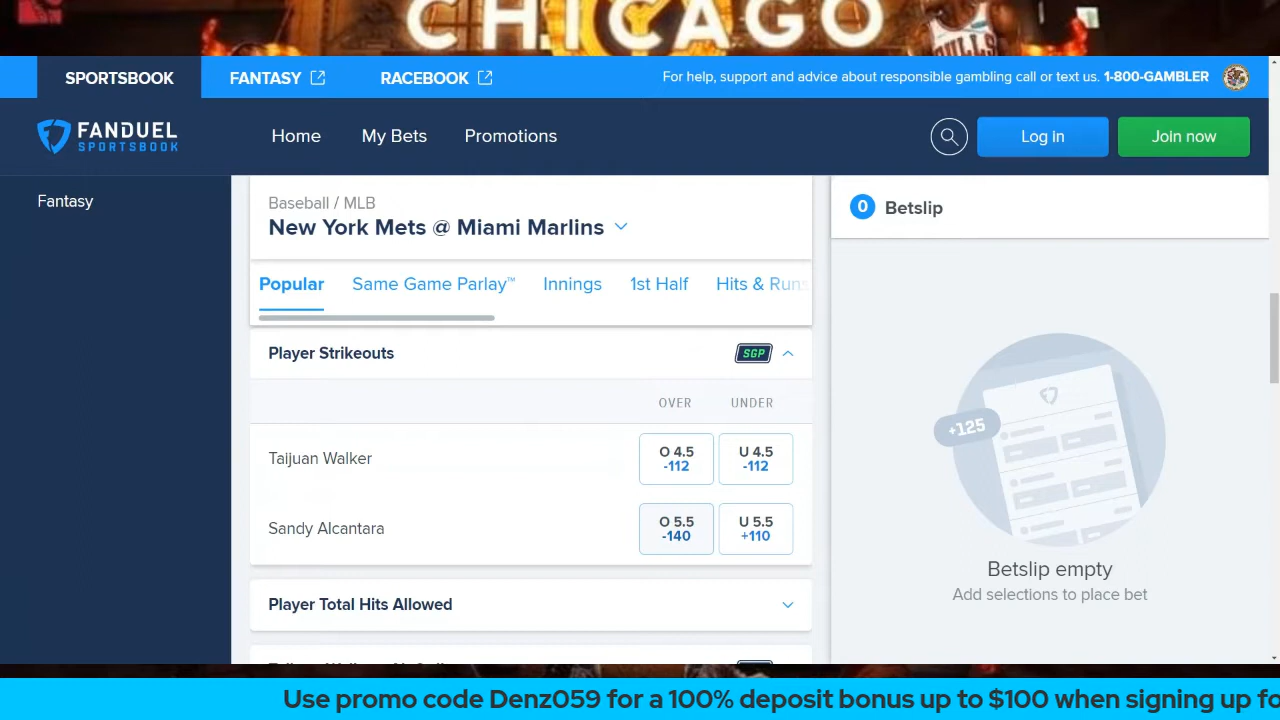 CHICAGO
BULLS
SPORTSBOOK
FANTASY
RACEBOOK
For help, support and advice about responsible gambling call or text us. 1-800-GAMBLER
FANDUEL
SPORTSBOOK
Home
My Bets
Promotions
Log in
Join now
Fantasy
Baseball / MLB
New York Mets @ Miami Marlins
Popular
Same Game Parlay™
Innings
1st Half
Hits & Runs
Player Strikeouts
SGP
OVER
UNDER
Taijuan Walker
O 4.5
-112
U 4.5
-112
Sandy Alcantara
O 5.5
-140
U 5.5
+110
Player Total Hits Allowed
0
Betslip
+125
Betslip empty
Add selections to place bet
Use promo code Denz059 for a 100% deposit bonus up to $100 when signing up fo